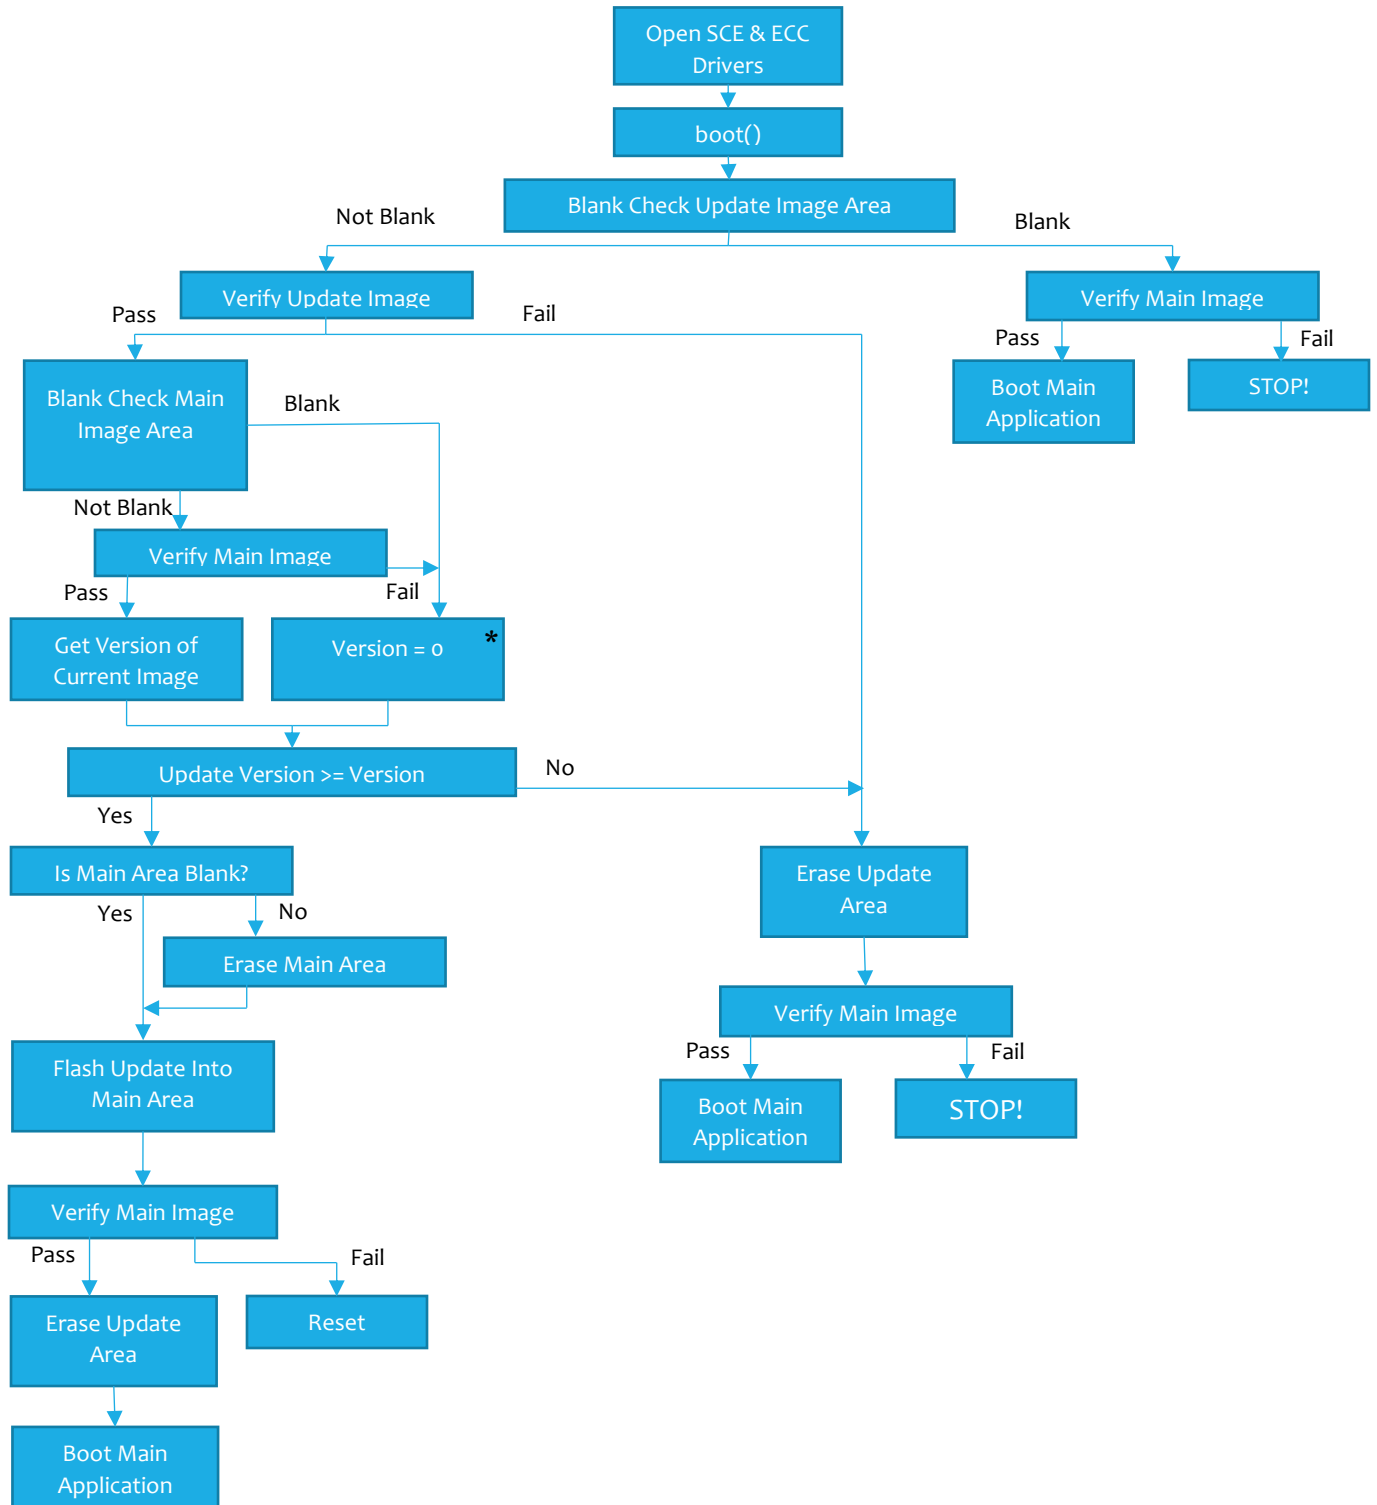 Open SCE & ECC
Drivers
boot()
Blank Check Update Image Area
Not Blank
Blank
Verify Update Image
Verify Main Image
Pass
Fail
Pass
Fail
Blank Check Main
Image Area
Blank
Boot Main
Application
STOP!
Not Blank
Verify Main Image
Pass
Fail
Get Version of
Current Image
Version = 0
*
Update Version >= Version
No
Yes
Is Main Area Blank?
Erase Update
Area
Yes
No
Erase Main Area
Verify Main Image
Flash Update Into
Main Area
Pass
Fail
Boot Main
Application
STOP!
Verify Main Image
Pass
Fail
Erase Update
Area
Reset
Boot Main
Application